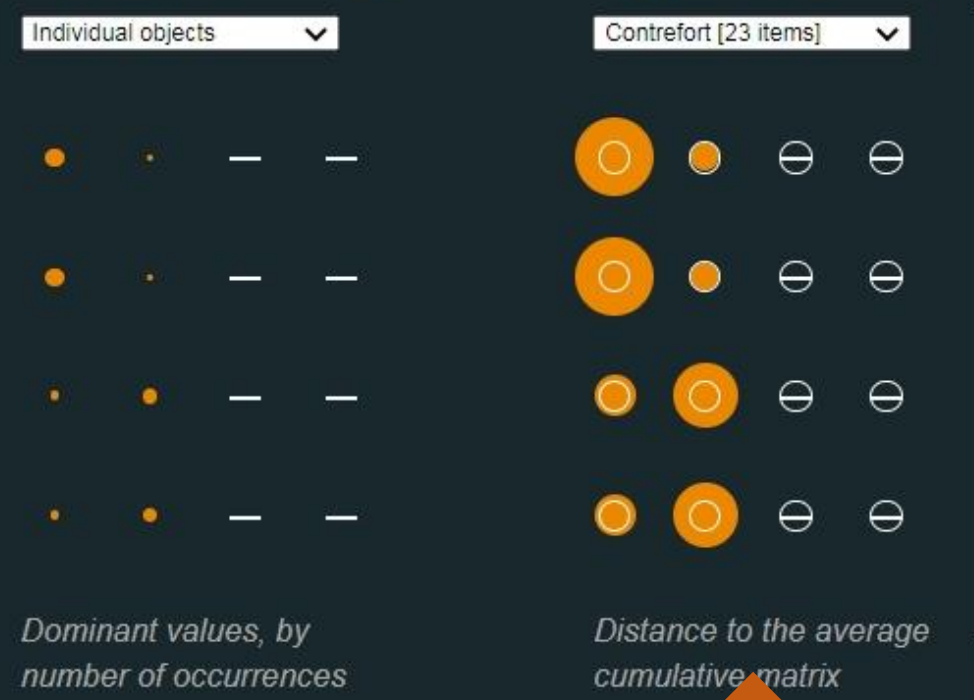 Individual objects
Contrefort [23 items]
Dominant values, by
number of occurrences
Distance to the average
cumulative matrix